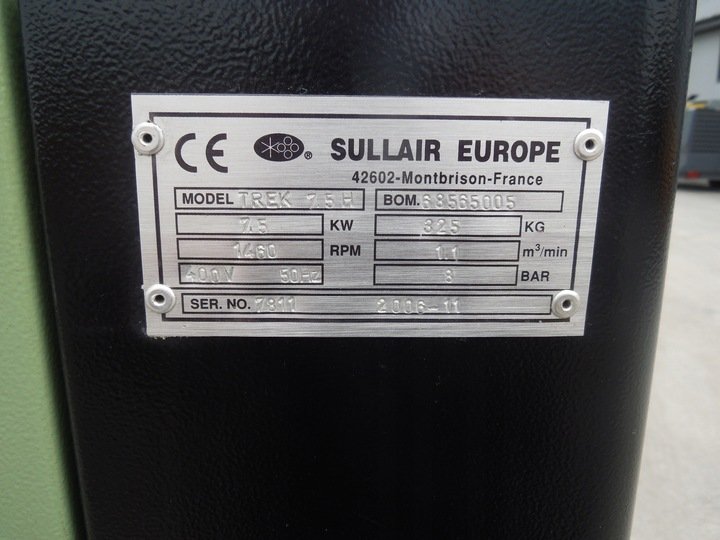 CE ® SULLAIR EUROPE
42602-Montbrison-France
MODEL TREK 7.5 H BOM. 68565005
7.5 KW 325 KG
1460 RPM 1.1 m³/min
400V 50Hz 8 BAR
SER. NO. 7811 2006-11